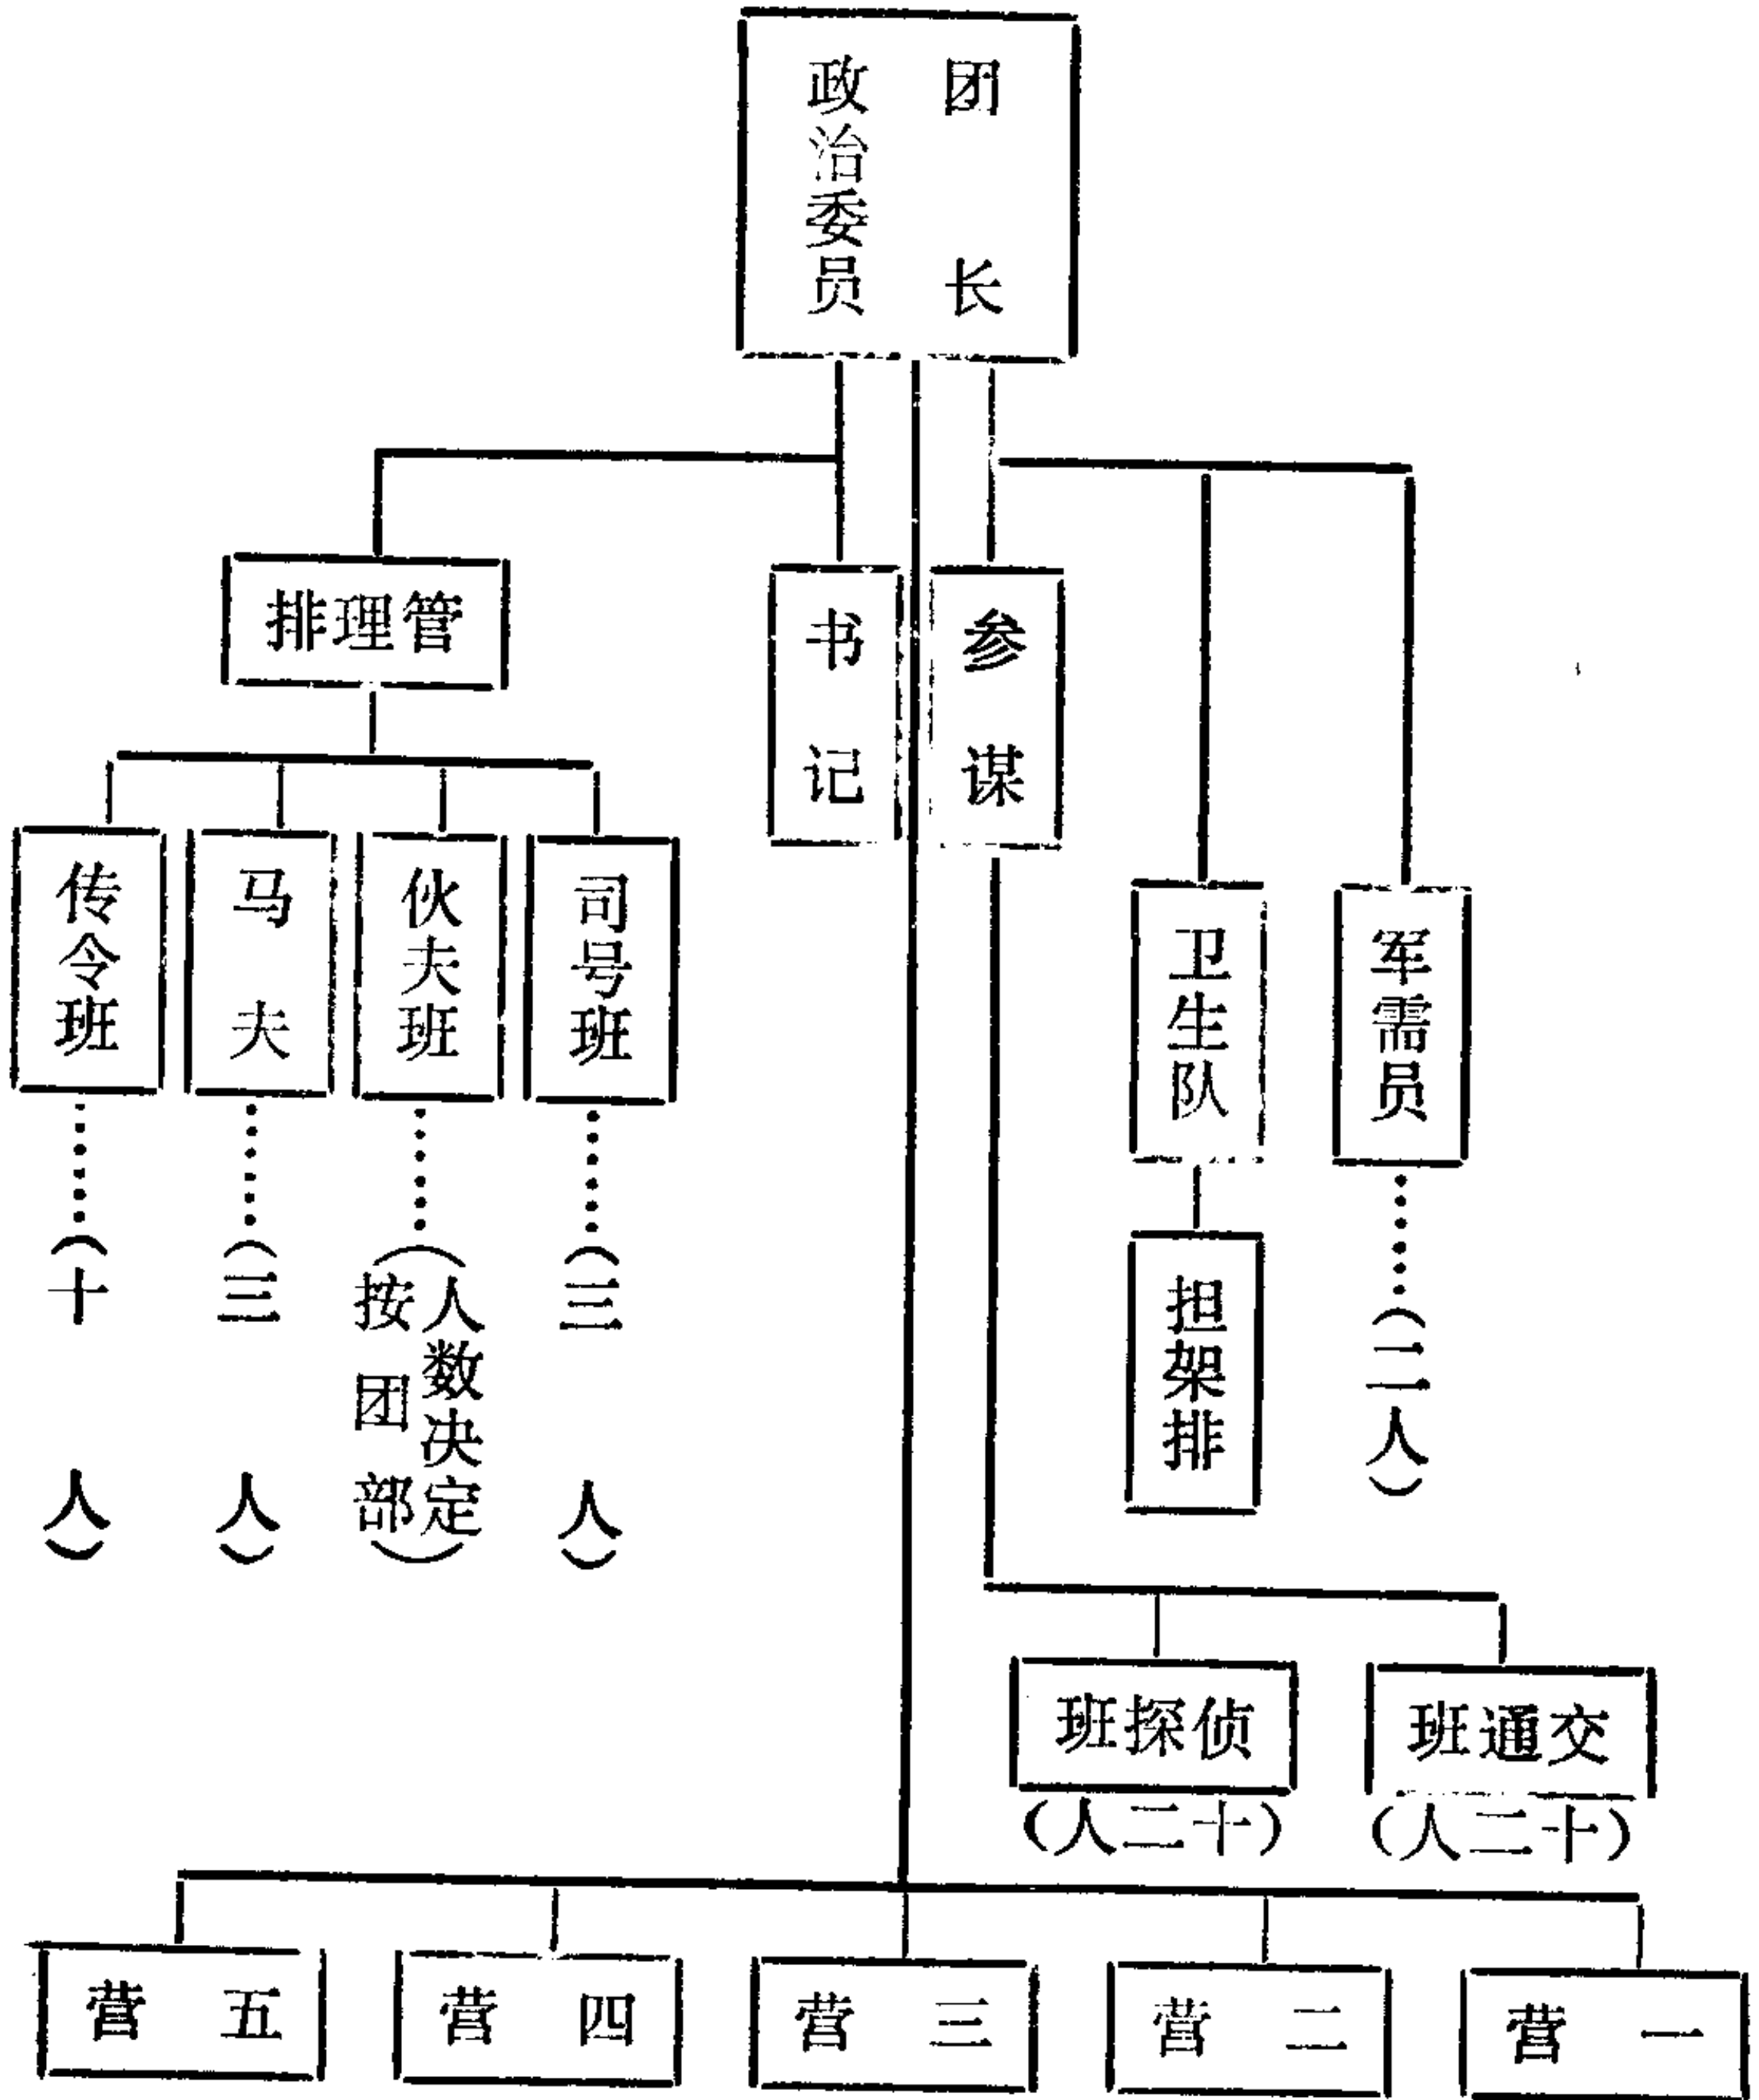 团长
政治委员
参谋
书记
管理排
军需员
……(二人)
卫生队
担架排
司号班
……(三人)
伙夫班
……(按团部
人数决定)
马夫
……(三人)
传令班
……(十人)
交通班
(十二人)
侦探班
(十二人)
一营
二营
三营
四营
五营